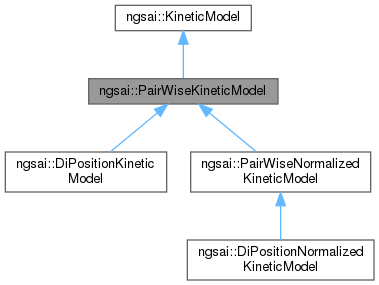 ngsai::KineticModel
ngsai::PairWiseKineticModel
ngsai::DiPositionKinetic
Model
ngsai::PairWiseNormalized
KineticModel
ngsai::DiPositionNormalized
KineticModel